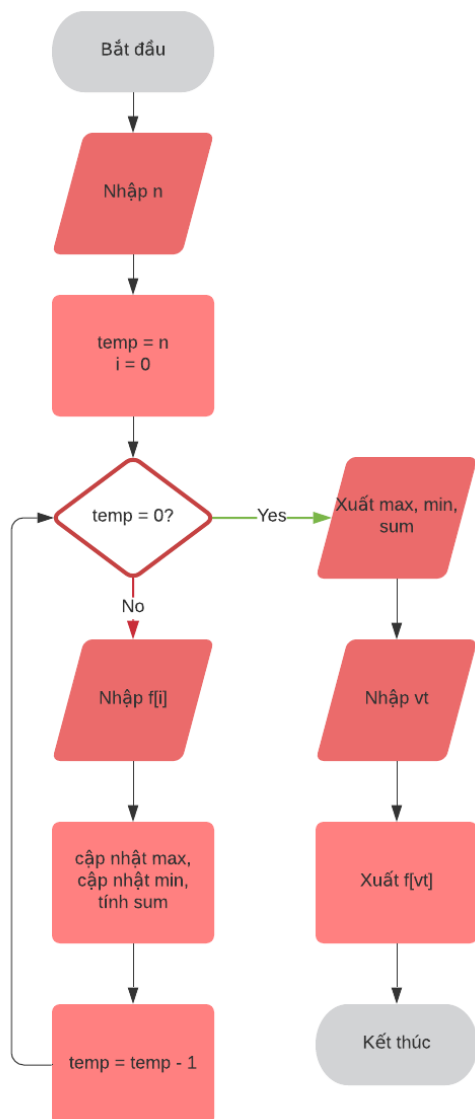 Bắt đầu
Nhập n
temp = n
i = 0
temp = 0?
Yes
No
Nhập f[i]
cập nhật max,
cập nhật min,
tính sum
temp = temp - 1
Xuất max, min,
sum
Nhập vt
Xuất f[vt]
Kết thúc